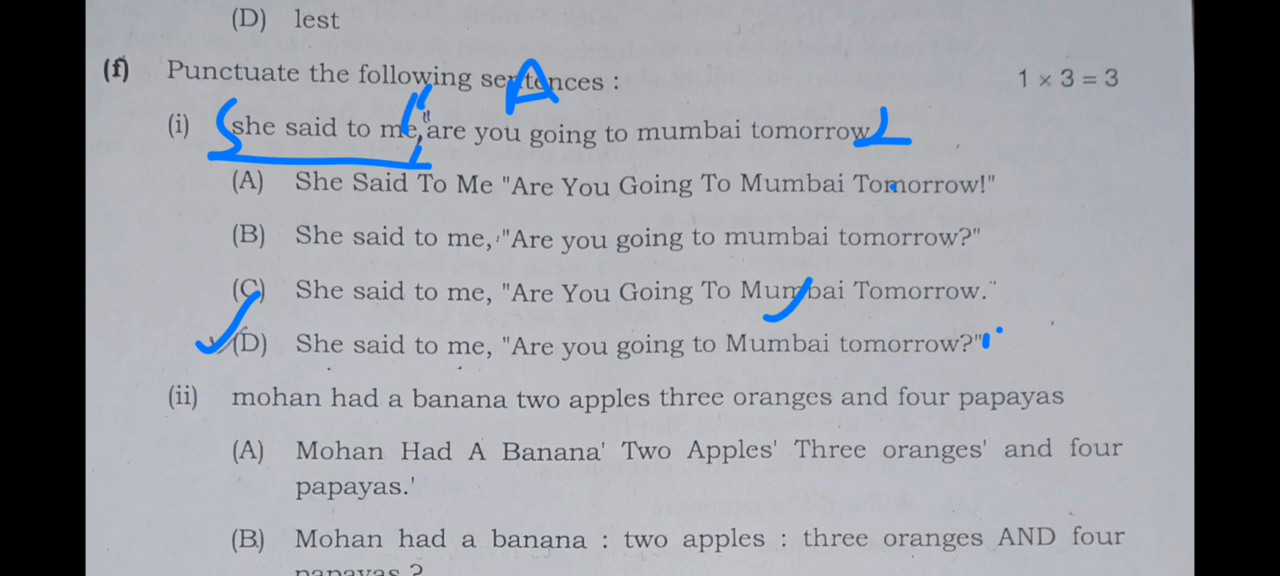 (D) lest
(f) Punctuate the following sentences : 1 × 3 = 3
(i) she said to me, are you going to mumbai tomorrow
(A) She Said To Me "Are You Going To Mumbai Tomorrow!"
(B) She said to me, "Are you going to mumbai tomorrow?"
(C) She said to me, "Are You Going To Mumbai Tomorrow."
(D) She said to me, "Are you going to Mumbai tomorrow?"
(ii) mohan had a banana two apples three oranges and four papayas
(A) Mohan Had A Banana' Two Apples' Three oranges' and four
papayas.'
(B) Mohan had a banana : two apples : three oranges AND four
papayas ?